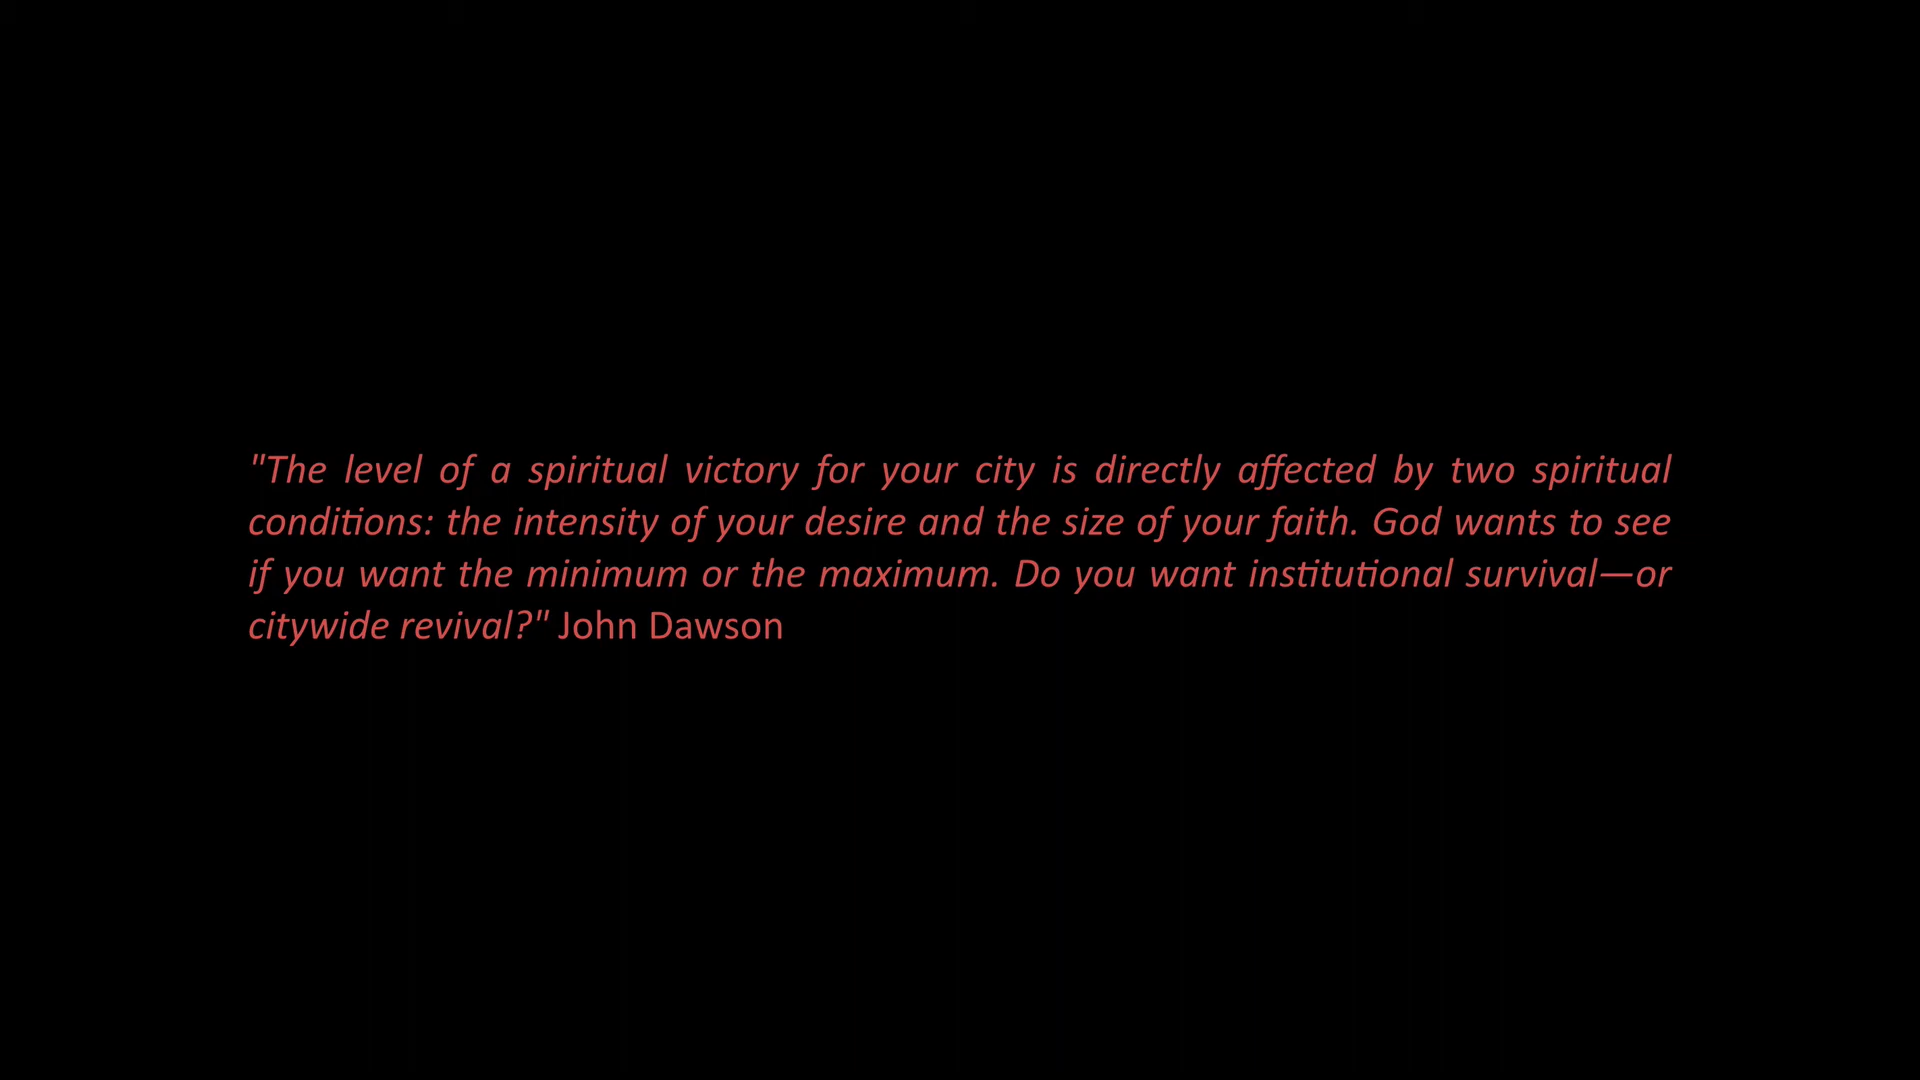 "The level of a spiritual victory for your city is directly affected by two spiritual
conditions: the intensity of your desire and the size of your faith. God wants to see
if you want the minimum or the maximum. Do you want institutional survival—or
citywide revival?" John Dawson